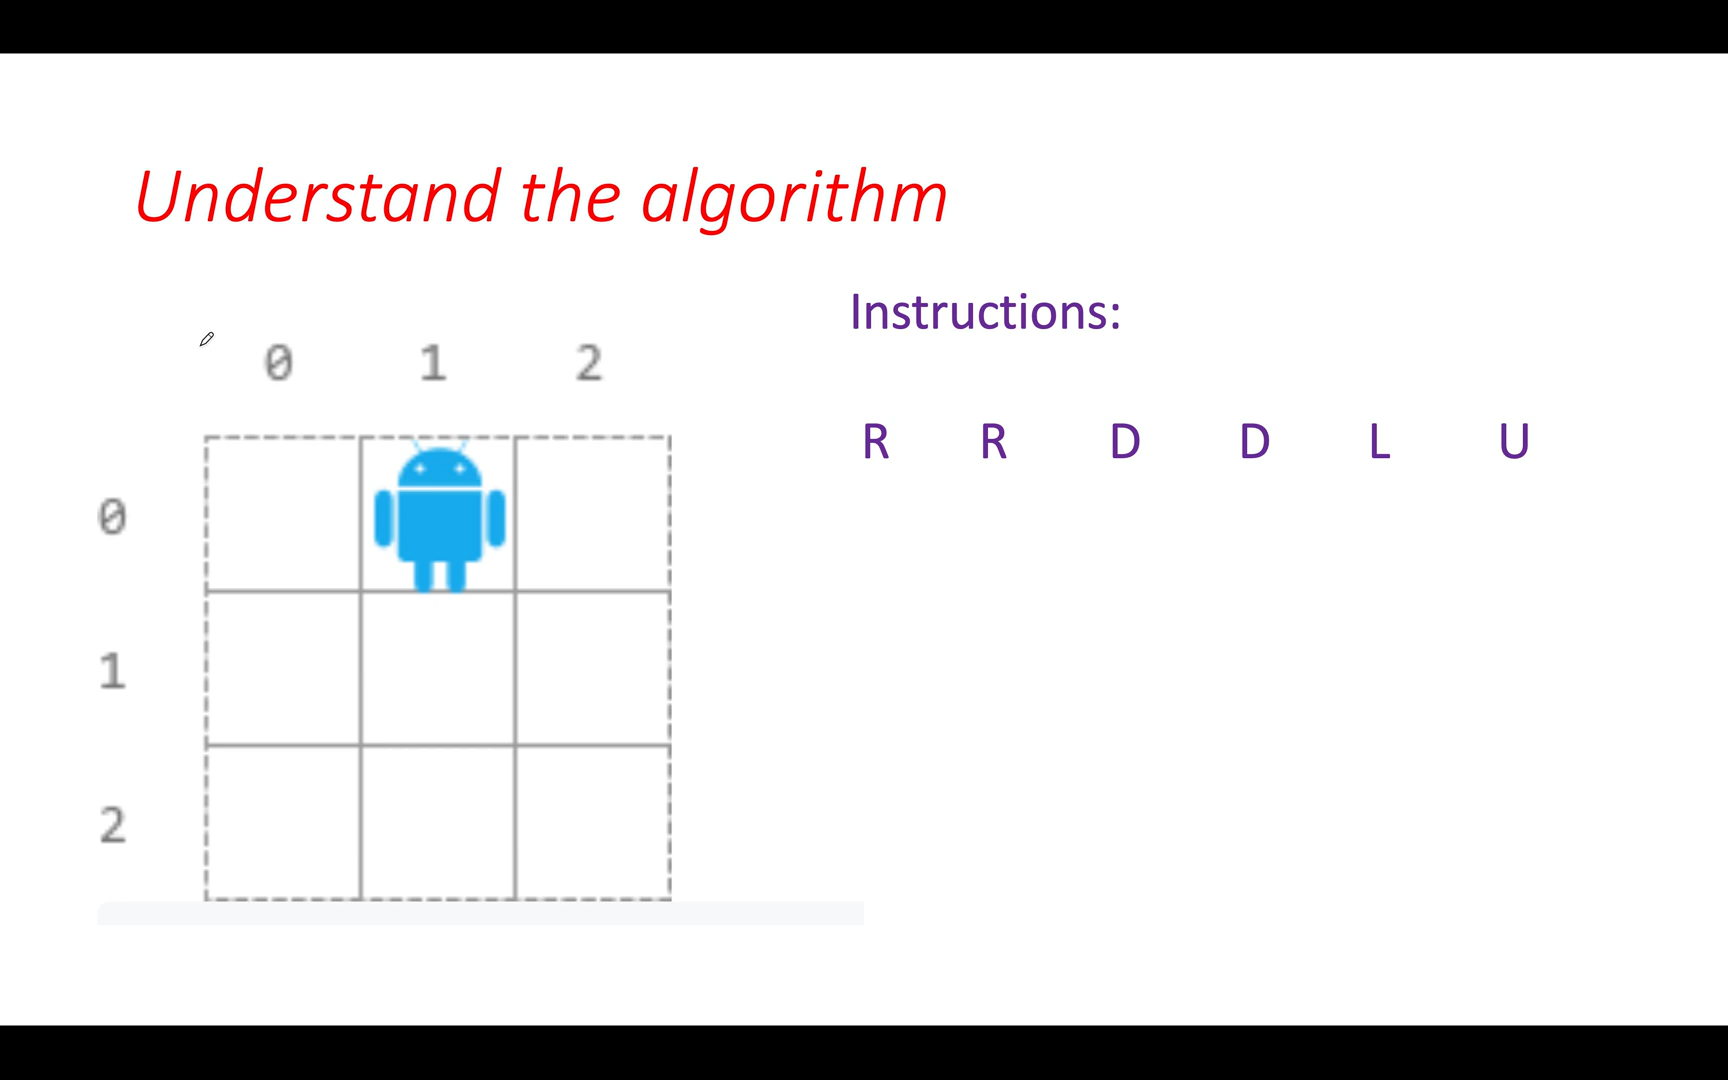 Understand the algorithm
Instructions:
0 1 2
R R D D L U
0
1
2